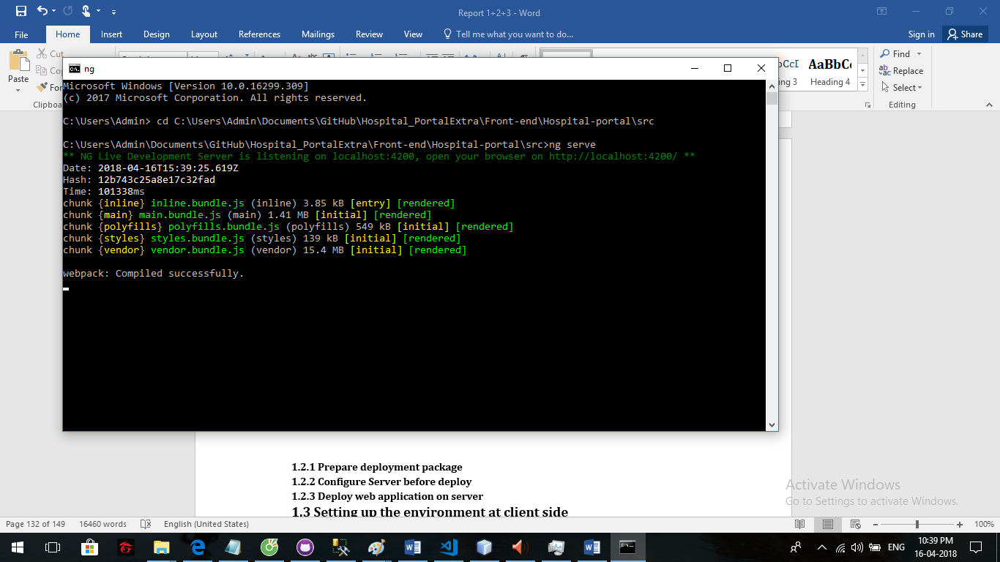 Report 1+2+3 - Word
File Home Insert Design Layout References Mailings Review View Tell me what you want to do... Sign in Share
Cut
Paste
Clipboa
Find
Replace
Select
Editing
AaBbC
Heading 4
ng
Microsoft Windows [Version 10.0.16299.309]
(c) 2017 Microsoft Corporation. All rights reserved.
C:\Users\Admin> cd C:\Users\Admin\Documents\GitHub\Hospital_PortalExtra\Front-end\Hospital-portal\src
C:\Users\Admin\Documents\GitHub\Hospital_PortalExtra\Front-end\Hospital-portal\src>ng serve
** NG Live Development Server is listening on localhost:4200, open your browser on http://localhost:4200/ **
Date: 2018-04-16T15:39:25.619Z
Hash: 12b743c25a8e17c32fad
Time: 101338ms
chunk {inline} inline.bundle.js (inline) 3.85 kB [entry] [rendered]
chunk {main} main.bundle.js (main) 1.41 MB [initial] [rendered]
chunk {polyfills} polyfills.bundle.js (polyfills) 549 kB [initial] [rendered]
chunk {styles} styles.bundle.js (styles) 139 kB [initial] [rendered]
chunk {vendor} vendor.bundle.js (vendor) 15.4 MB [initial] [rendered]
webpack: Compiled successfully.
1.2.1 Prepare deployment package
1.2.2 Configure Server before deploy
1.2.3 Deploy web application on server
1.3 Setting up the environment at client side
Activate Windows
Go to Settings to activate Windows.
Page 132 of 149 16460 words English (United States) 100%
ENG
10:39 PM
16-04-2018